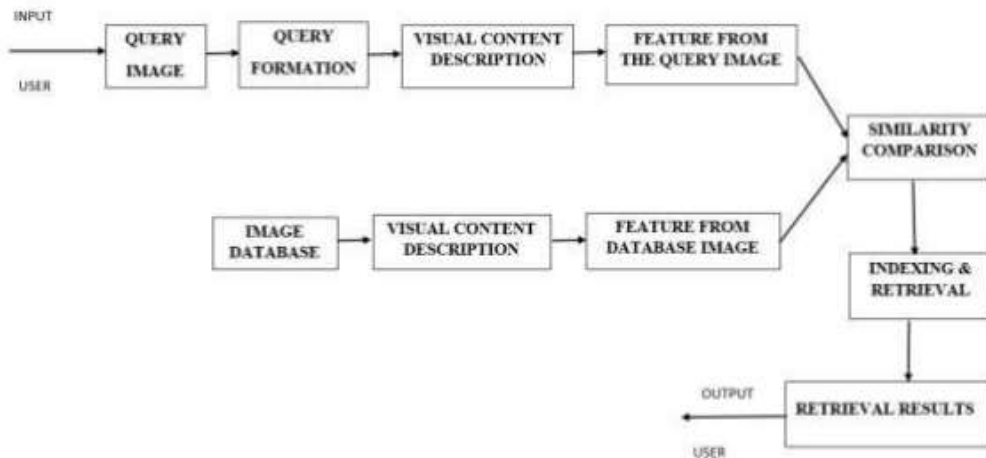 INPUT
USER
QUERY
IMAGE
QUERY
FORMATION
VISUAL CONTENT
DESCRIPTION
FEATURE FROM
THE QUERY IMAGE
SIMILARITY
COMPARISON
IMAGE
DATABASE
VISUAL CONTENT
DESCRIPTION
FEATURE FROM
DATABASE IMAGE
INDEXING &
RETRIEVAL
RETRIEVAL RESULTS
OUTPUT
USER